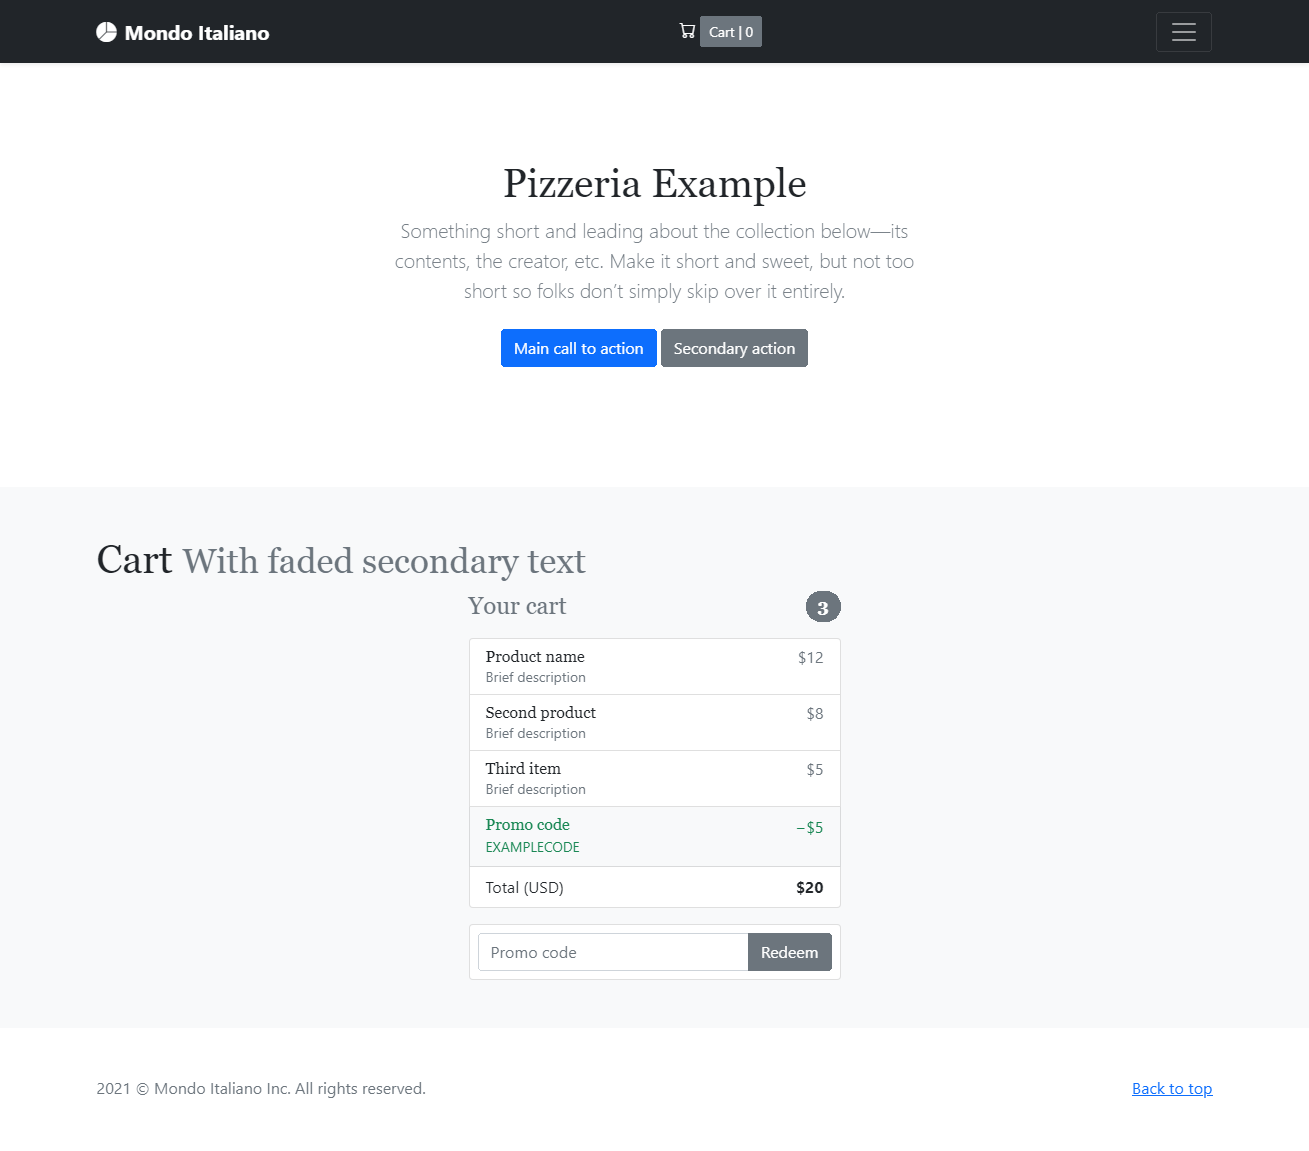 Mondo Italiano
Cart | 0
Pizzeria Example
Something short and leading about the collection below—its
contents, the creator, etc. Make it short and sweet, but not too
short so folks don’t simply skip over it entirely.
Main call to action
Secondary action
Cart With faded secondary text
Your cart
3
Product name
$12
Brief description
Second product
$8
Brief description
Third item
$5
Brief description
Promo code
−$5
EXAMPLECODE
Total (USD)
$20
Promo code
Redeem
2021 © Mondo Italiano Inc. All rights reserved.
Back to top